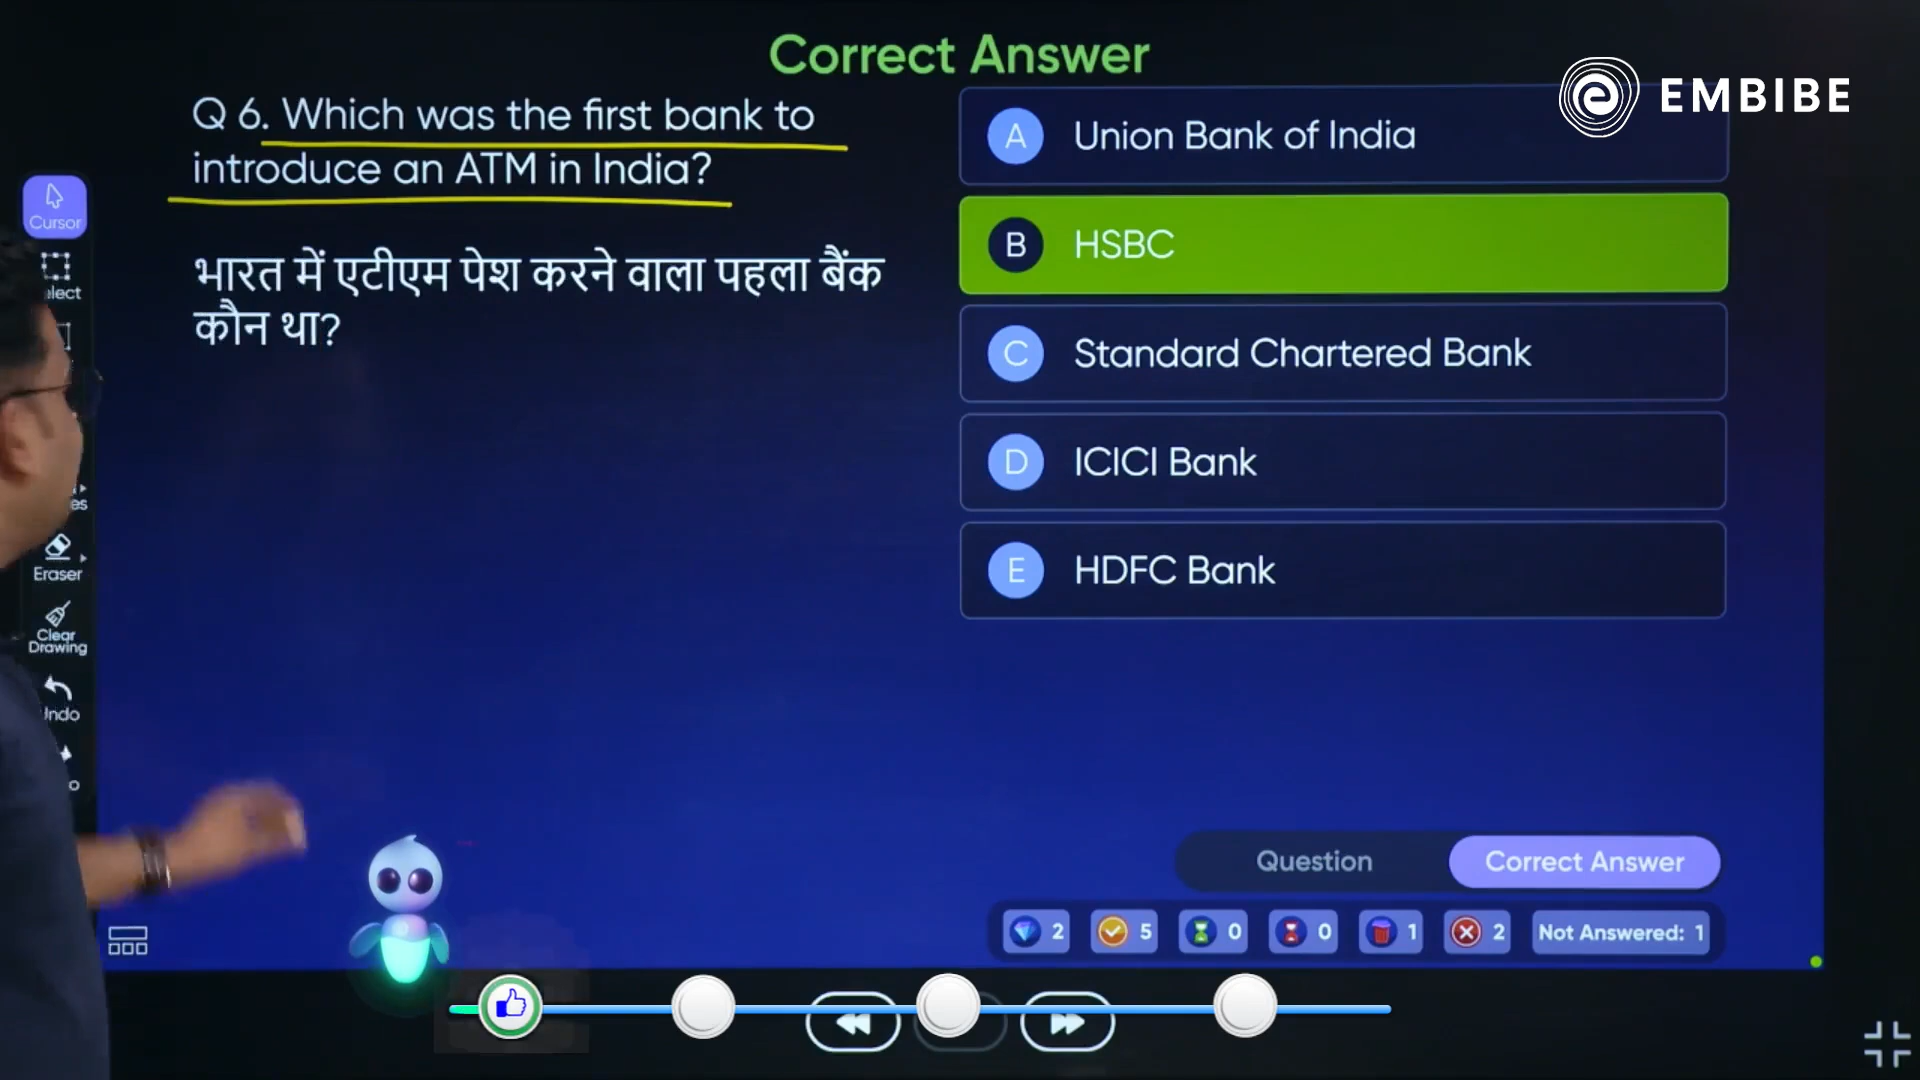 Correct Answer
EMBIBE
Q 6. Which was the first bank to
introduce an ATM in India?
भारत में एटीएम पेश करने वाला पहला बैंक
कौन था?
A Union Bank of India
B HSBC
C Standard Chartered Bank
D ICICI Bank
E HDFC Bank
Cursor
Eraser
Clear
Drawing
Question
Correct Answer
2
5
0
0
1
2
Not Answered: 1